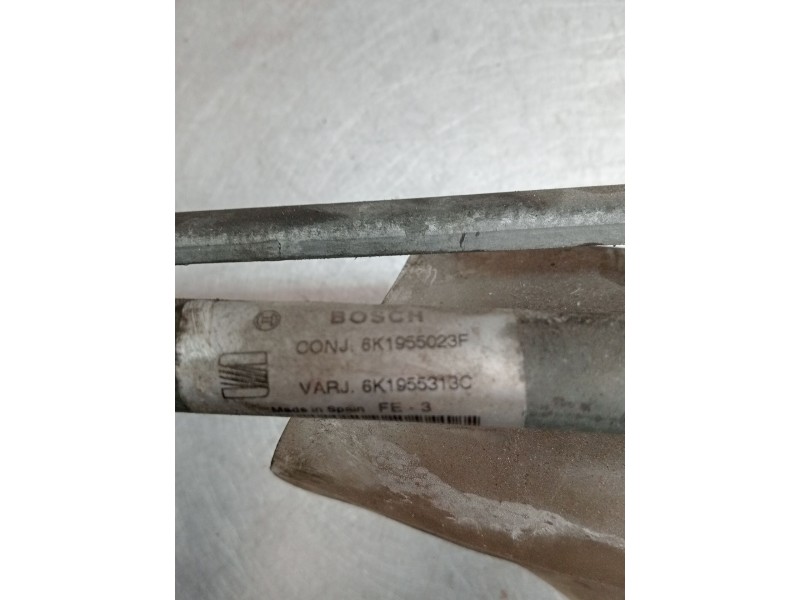 BOSCH
CONJ. 6K1955023F
VARJ. 6K1955313C
Made in Spain FE - 3